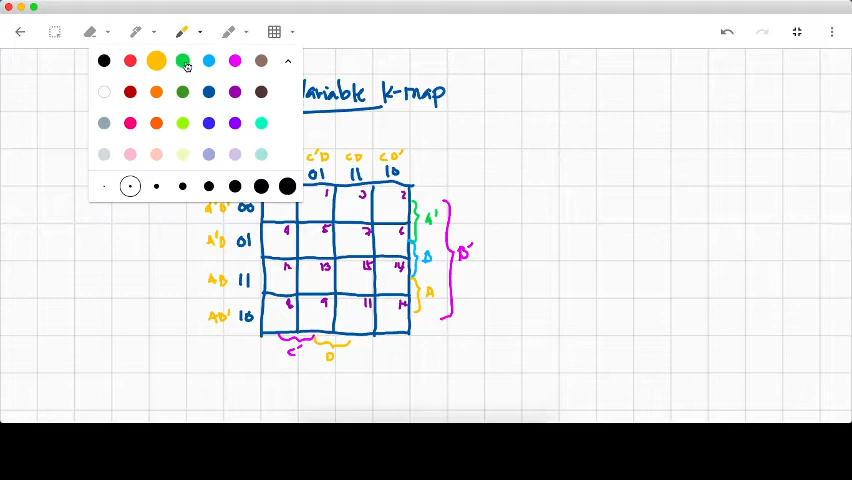 Variable K-map
C'D CD CD'
01 11 10
A'B' 00 1 3 2
A'B 01 4 5 7 6
AB 11 12 13 15 14
AB' 10 8 9 11 10
A'
B
A
B'
C'
D